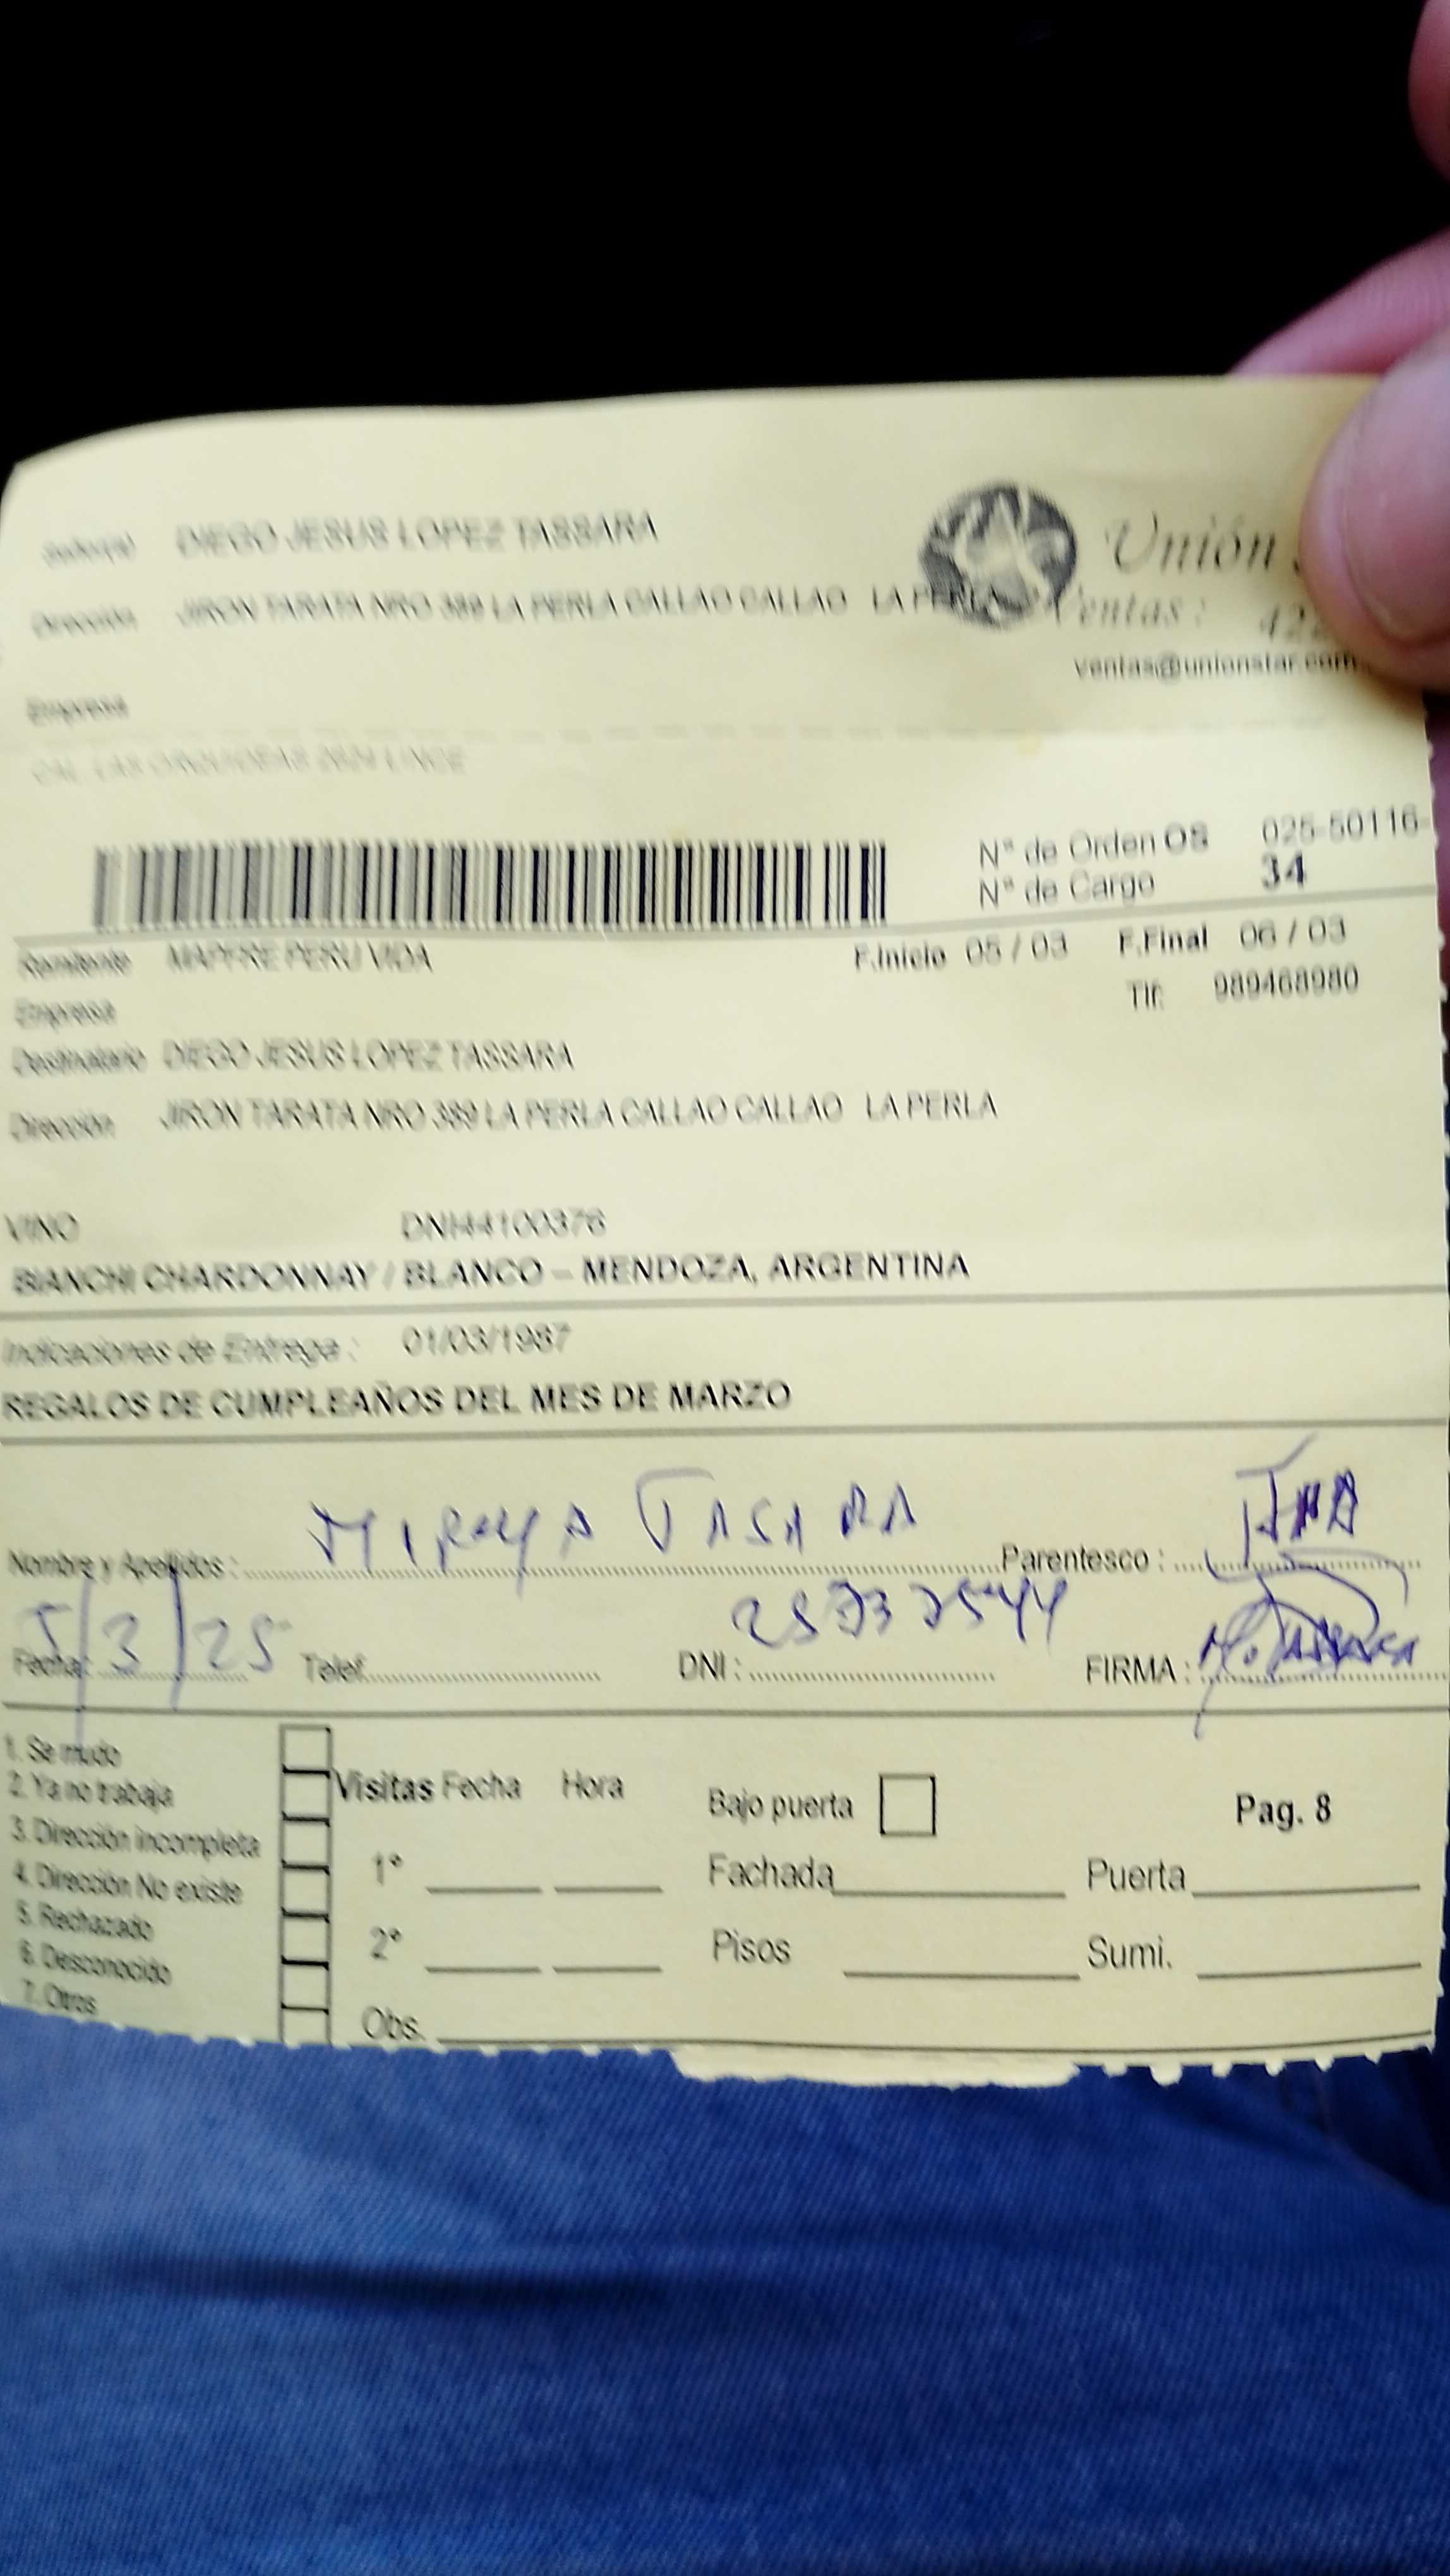 Señor(a) DIEGO JESUS LOPEZ TASSARA
Unión
Dirección JIRON TARATA NRO 389 LA PERLA CALLAO CALLAO LA PERLA
Ventas : 42
ventas@unionstar.com
Empresa
CAL. LAS LINCE
N° de Orden OS 025-50116-
N° de Cargo 34
Remitente MAPFRE PERU VIDA F.Inicio 05 / 03 F.Final 06 / 03
Empresa Tlf: 989468980
Destinatario DIEGO JESUS LOPEZ TASSARA
Dirección JIRON TARATA NRO 389 LA PERLA CALLAO CALLAO LA PERLA
VINO DNI44100376
BIANCHI CHARDONNAY / BLANCO – MENDOZA, ARGENTINA
Indicaciones de Entrega : 01/03/1987
REGALOS DE CUMPLEAÑOS DEL MES DE MARZO
Nombre y Apellidos : TASARA Parentesco :
Fecha: 5/3/25 Telef. DNI : FIRMA :
1. Se mudo
2. Ya no trabaja
3. Dirección incompleta
4. Dirección No existe
5. Rechazado
6. Desconocido
7. Otros
Visitas Fecha Hora Bajo puerta Pag. 8
1° Fachada Puerta
2° Pisos Sumi.
Obs.